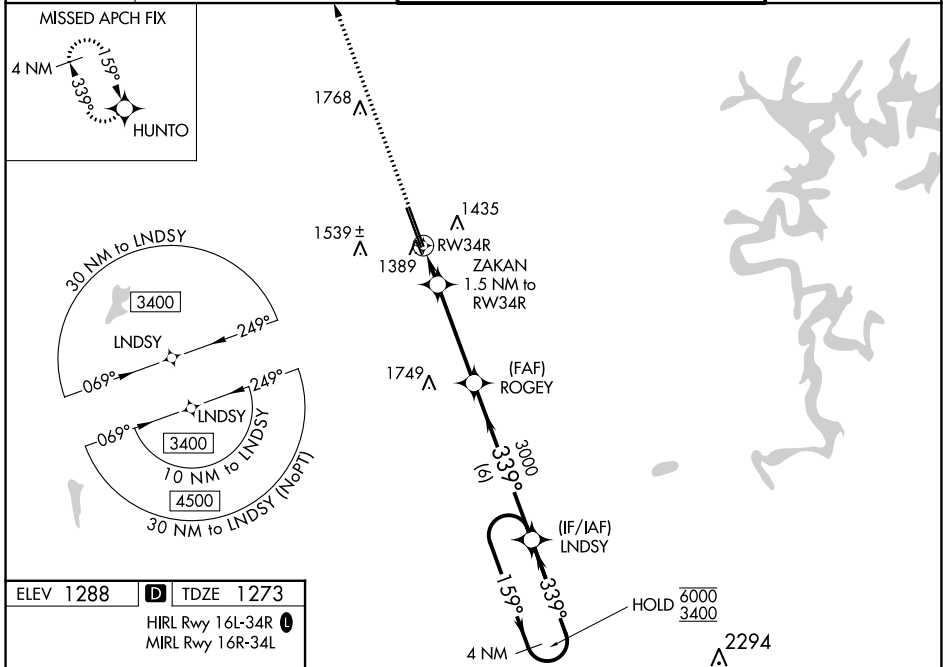 MISSED APCH FIX
4 NM
159°
339°
HUNTO
1768
1435
1539 ±
RW34R
1389
ZAKAN
1.5 NM to
RW34R
30 NM to LNDSY
3400
LNDSY
249°
069°
1749
(FAF)
ROGEY
249°
LNDSY
069°
3400
10 NM to LNDSY
4500
30 NM to LNDSY (NoPT)
3000
339°
(6)
(IF/IAF)
LNDSY
159°
339°
HOLD 6000
3400
4 NM
2294
ELEV 1288 D TDZE 1273
HIRL Rwy 16L-34R L
MIRL Rwy 16R-34L